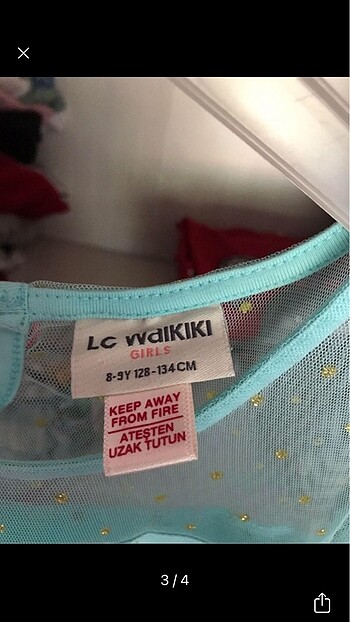 LC WAIKIKI
GIRLS
8-9Y 128-134CM
KEEP AWAY
FROM FIRE
ATEŞTEN
UZAK TUTUN
3/4